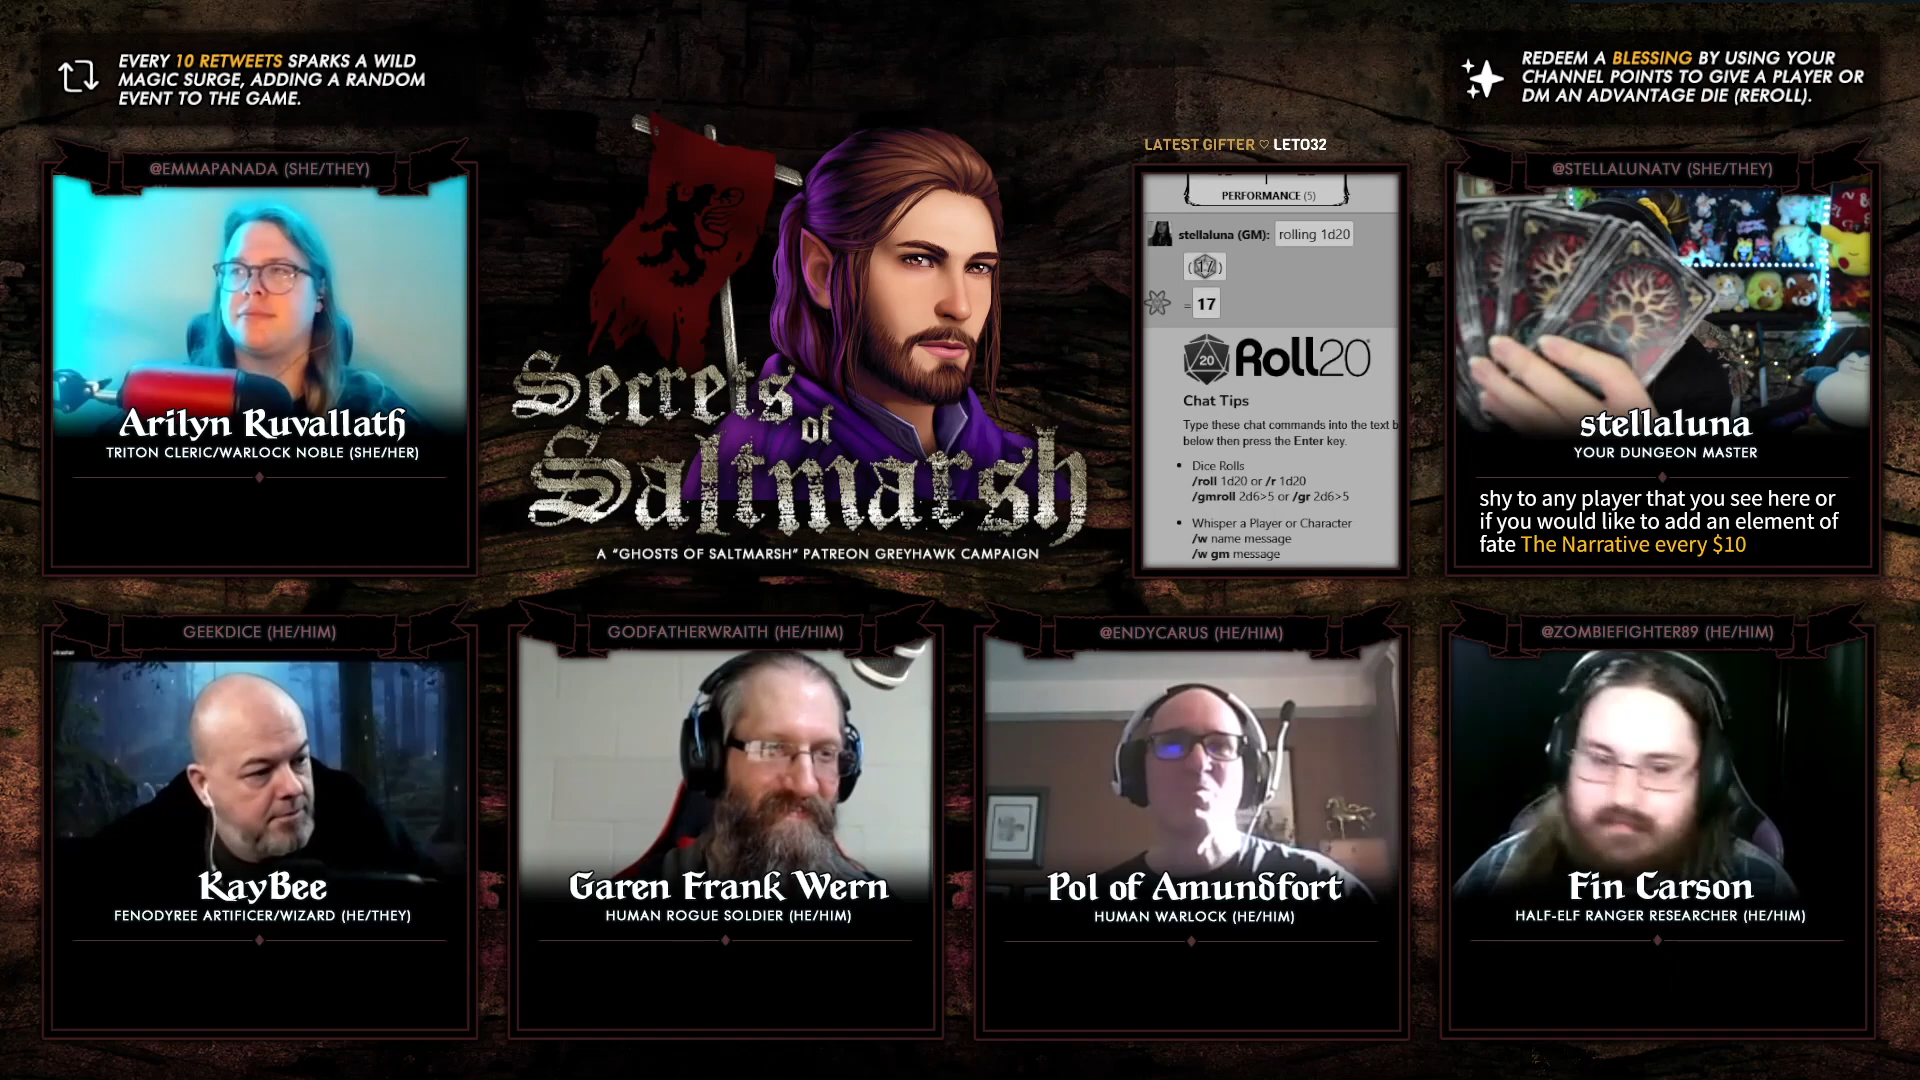 EVERY 10 RETWEETS SPARKS A WILD
MAGIC SURGE, ADDING A RANDOM
EVENT TO THE GAME.
REDEEM A BLESSING BY USING YOUR
CHANNEL POINTS TO GIVE A PLAYER OR
DM AN ADVANTAGE DIE (REROLL).
@EMMAPANADA (SHE/THEY)
Arilyn Ruvallath
TRITON CLERIC/WARLOCK NOBLE (SHE/HER)
Secrets
of
Saltmarsh
A "GHOSTS OF SALTMARSH" PATREON GREYHAWK CAMPAIGN
LATEST GIFTER ♡ LETO32
PERFORMANCE (5)
stellaluna (GM): rolling 1d20
(17)
= 17
20 Roll20
Chat Tips
Type these chat commands into the text b
below then press the Enter key.
• Dice Rolls
/roll 1d20 or /r 1d20
/gmroll 2d6>5 or /gr 2d6>5
• Whisper a Player or Character
/w name message
/w gm message
@STELLALUNATV (SHE/THEY)
stellaluna
YOUR DUNGEON MASTER
shy to any player that you see here or
if you would like to add an element of
fate The Narrative every $10
GEEKDICE (HE/HIM)
KayBee
FENODYREE ARTIFICER/WIZARD (HE/THEY)
GODFATHERWRAITH (HE/HIM)
Garen Frank Wern
HUMAN ROGUE SOLDIER (HE/HIM)
@ENDYCARUS (HE/HIM)
Pol of Amundfort
HUMAN WARLOCK (HE/HIM)
@ZOMBIEFIGHTER89 (HE/HIM)
Fin Carson
HALF-ELF RANGER RESEARCHER (HE/HIM)